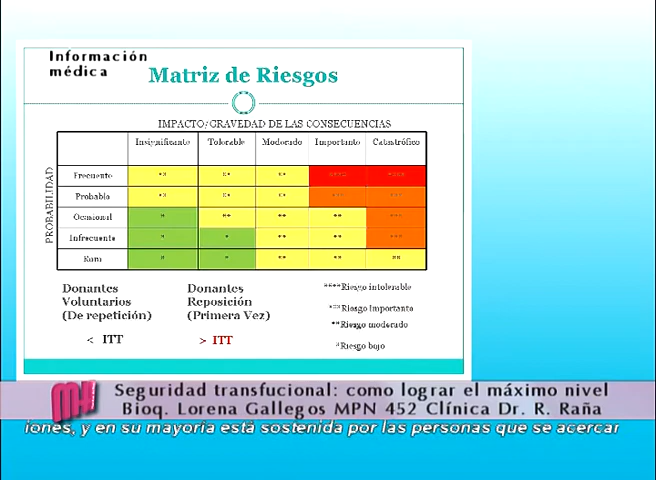 Información
médica
Matriz de Riesgos
IMPACTO/GRAVEDAD DE LAS CONSECUENCIAS
Insignificante Tolerable Moderado Importante Catastrófico
PROBABILIDAD
Frecuente ** ** ** **** ****
Probable ** ** ** *** ***
Ocasional * ** ** ** ***
Infrecuente * * ** ** ***
Rara * * ** ** **
Donantes
Voluntarios
(De repetición)
< ITT
Donantes
Reposición
(Primera Vez)
> ITT
****Riesgo intolerable
***Riesgo importante
**Riesgo moderado
*Riesgo bajo
Seguridad transfucional: como lograr el máximo nivel
Bioq. Lorena Gallegos MPN 452 Clínica Dr. R. Raña
iones, y en su mayoría está sostenida por las personas que se acercar